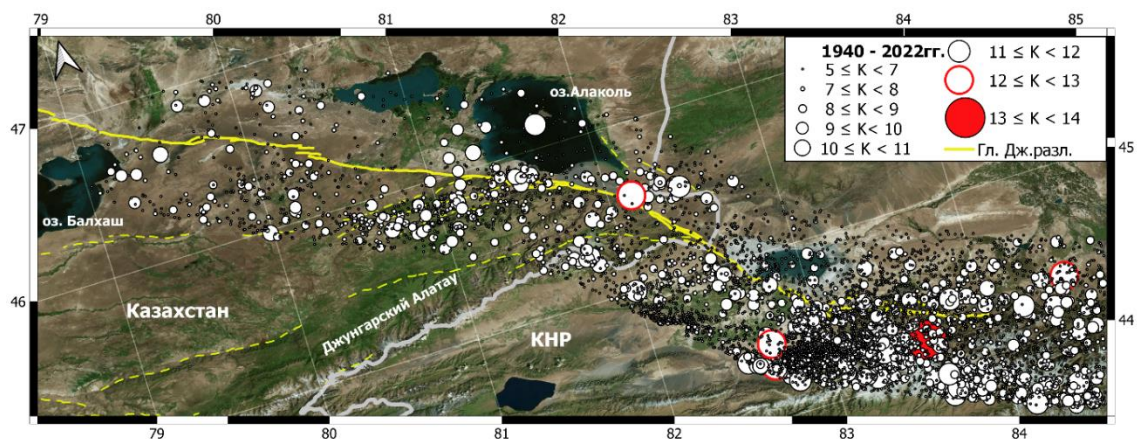 79 80 81 82 83 84 85
1940 - 2022гг.
5 ≤ K < 7
7 ≤ K < 8
8 ≤ K < 9
9 ≤ K < 10
10 ≤ K < 11
11 ≤ K < 12
12 ≤ K < 13
13 ≤ K < 14
Гл. Дж.разл.
оз.Алаколь
47
45
оз. Балхаш
46
Казахстан
Джунгарский Алатау
КНР
44
79 80 81 82 83 84